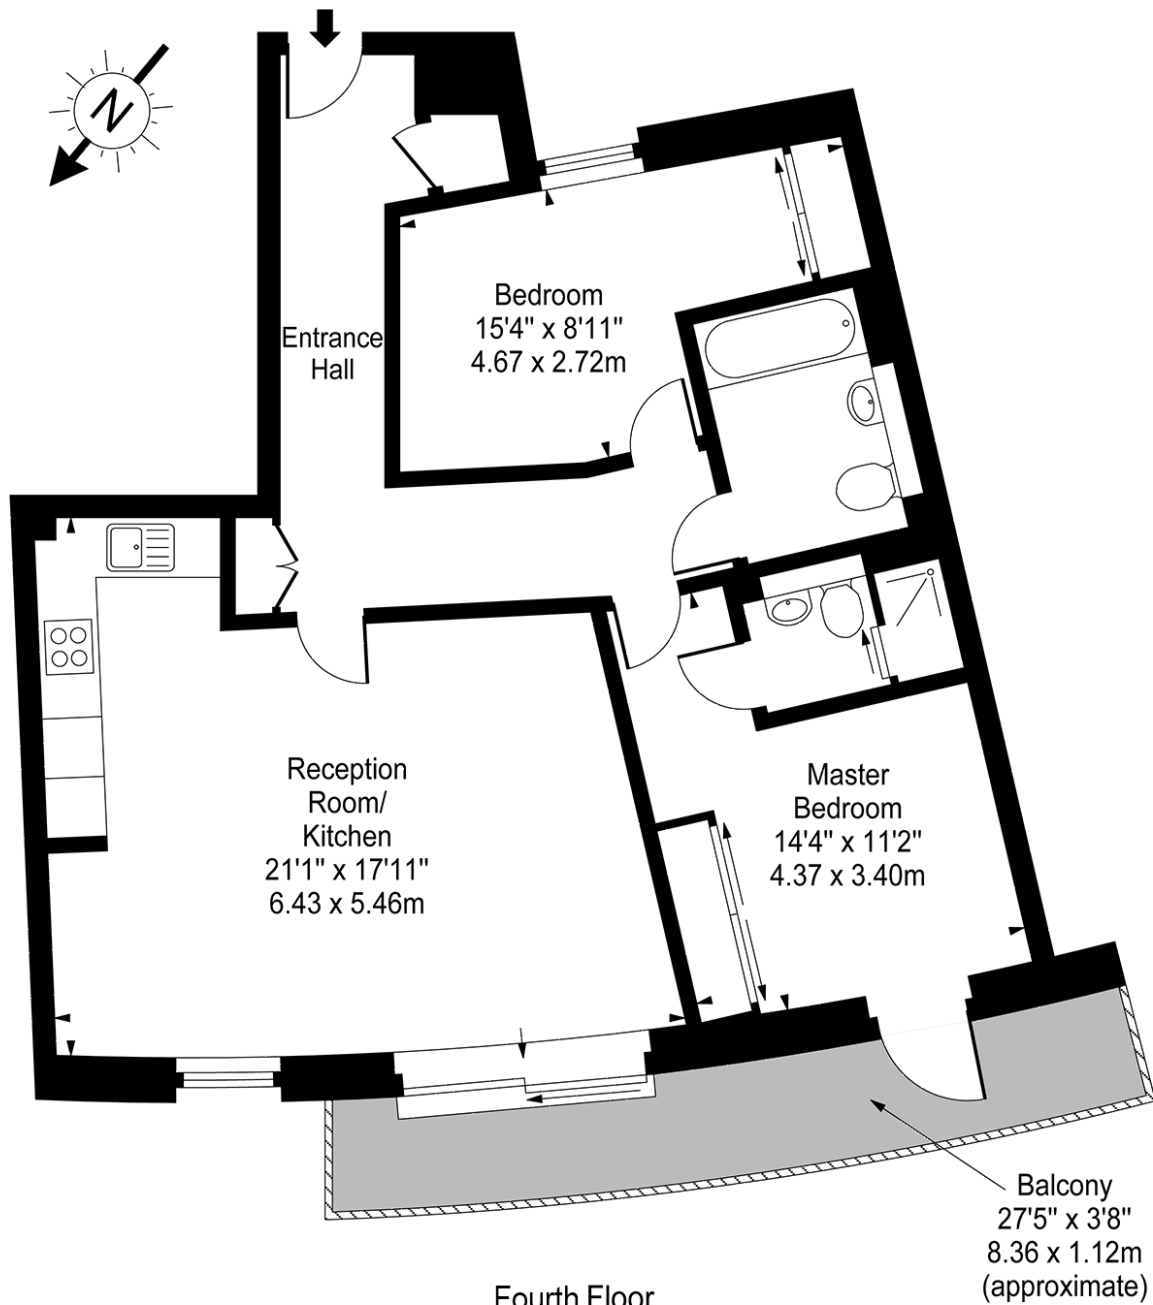 N
Entrance
Hall
Bedroom
15'4" x 8'11"
4.67 x 2.72m
Reception
Room/
Kitchen
21'1" x 17'11"
6.43 x 5.46m
Master
Bedroom
14'4" x 11'2"
4.37 x 3.40m
Balcony
27'5" x 3'8"
8.36 x 1.12m
(approximate)
Fourth Floor